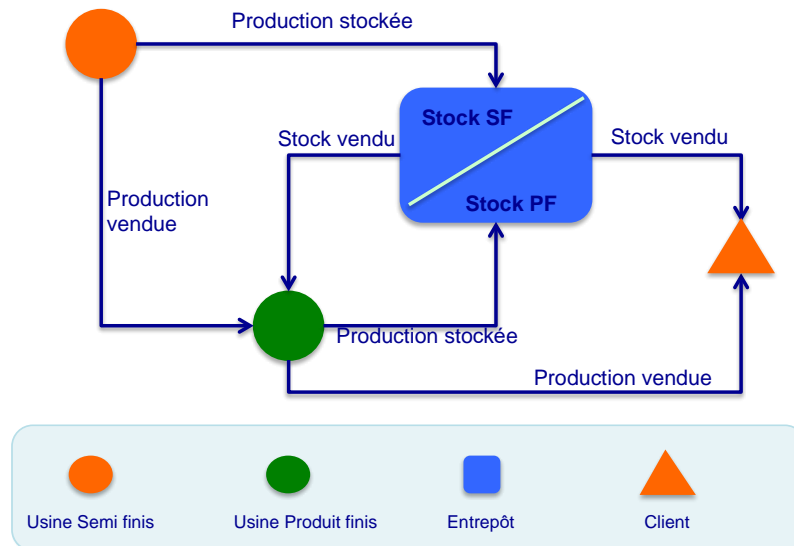 Production stockée
Stock SF
Stock vendu
Stock vendu
Production
vendue
Stock PF
Production stockée
Production vendue
Usine Semi finis
Usine Produit finis
Entrepôt
Client